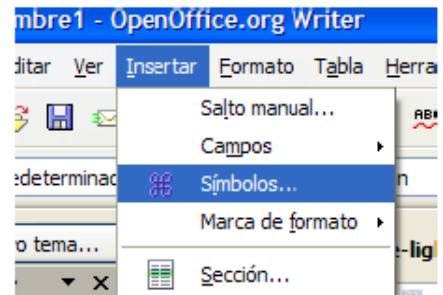 mbre1 - OpenOffice.org Writer
ditar Ver Insertar Formato Tabla Herra
Salto manual...
Campos
edeterminad Símbolos... n
Marca de formato
o tema... e-lig
Sección...